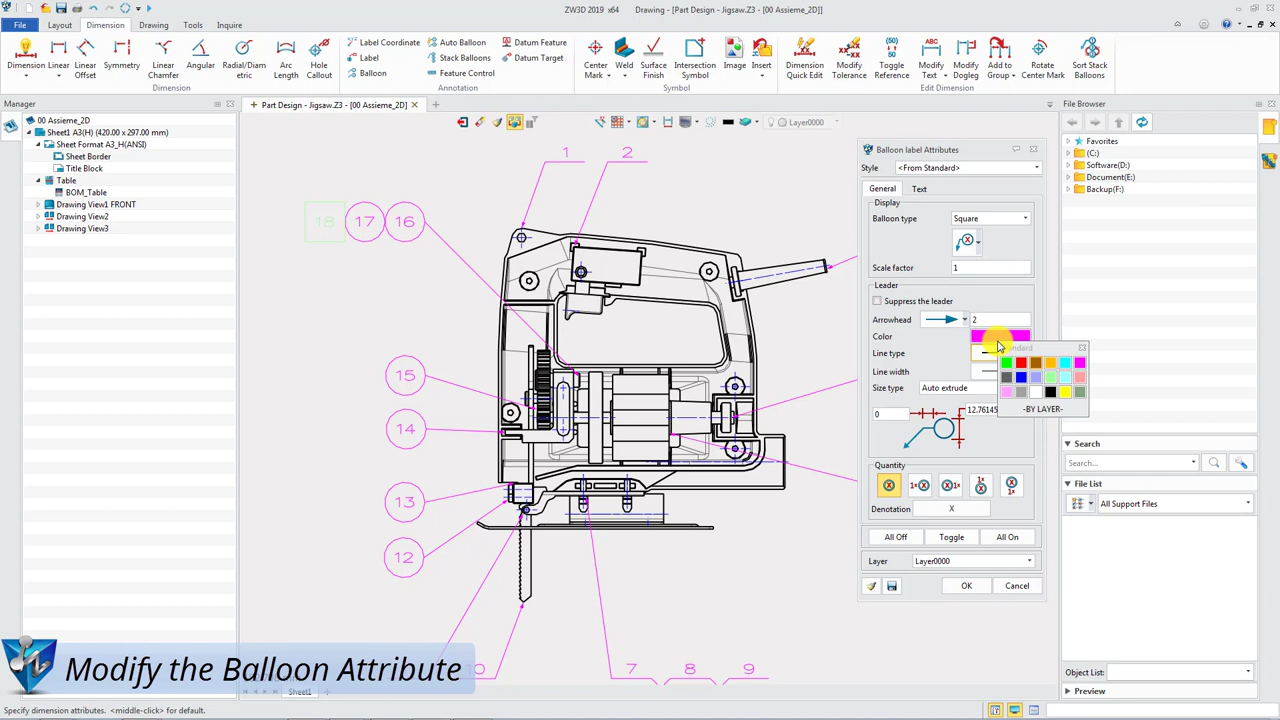 ZW3D 2019 x64
Drawing - [Part Design - Jigsaw.Z3 - [00 Assieme_2D]]
File
Layout
Dimension
Drawing
Tools
Inquire
Dimension
Linear
Linear Offset
Symmetry
Linear Chamfer
Angular
Radial/Diametric
Arc Length
Hole Callout
Label Coordinate
Label
Balloon
Auto Balloon
Stack Balloons
Feature Control
Datum Feature
Datum Target
Center Mark
Weld
Surface Finish
Intersection Symbol
Image
Insert
Dimension Quick Edit
Modify Tolerance
Toggle Reference
Modify Text
Modify Dogleg
Add to Group
Rotate Center Mark
Sort Stack Balloons
Dimension
Annotation
Symbol
Edit Dimension
Manager
Part Design - Jigsaw.Z3 - [00 Assieme_2D]
File Browser
00 Assieme_2D
Sheet1 A3(H) (420.00 x 297.00 mm)
Sheet Format A3_H(ANSI)
Sheet Border
Title Block
Table
BOM_Table
Drawing View1 FRONT
Drawing View2
Drawing View3
Layer0000
1
2
18
17
16
15
14
13
12
10
7
8
9
Balloon label Attributes
Style
<From Standard>
General
Text
Display
Balloon type
Square
Scale factor
1
Leader
Suppress the leader
Arrowhead
2
Color
Line type
Line width
Size type
Auto extrude
-BY LAYER-
0
12.76145
Quantity
Denotation
X
All Off
Toggle
All On
Layer
Layer0000
OK
Cancel
Favorites
(C:)
Software(D:)
Document(E:)
Backup(F:)
Search
Search...
File List
All Support Files
Object List:
Preview
Modify the Balloon Attribute
Sheet1
Specify dimension attributes. <middle-click> for default.